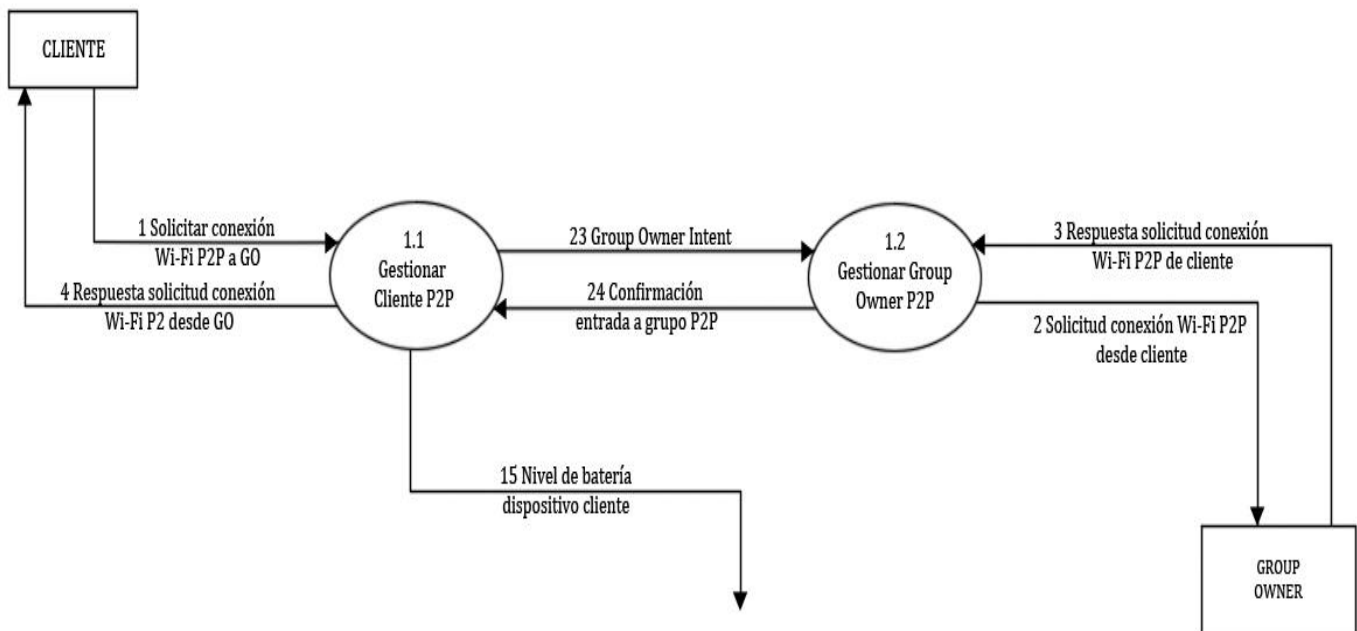 CLIENTE
1 Solicitar conexión
Wi-Fi P2P a GO
4 Respuesta solicitud conexión
Wi-Fi P2 desde GO
1.1
Gestionar
Cliente P2P
23 Group Owner Intent
24 Confirmación
entrada a grupo P2P
1.2
Gestionar Group
Owner P2P
3 Respuesta solicitud conexión
Wi-Fi P2P de cliente
2 Solicitud conexión Wi-Fi P2P
desde cliente
15 Nivel de batería
dispositivo cliente
GROUP
OWNER